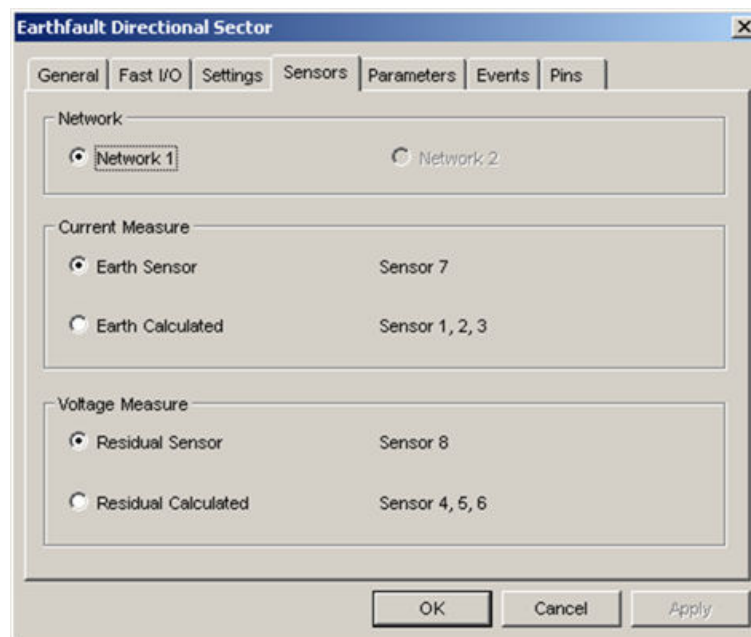 Earthfault Directional Sector
General Fast I/O Settings Sensors Parameters Events Pins
Network
Network 1 Network 2
Current Measure
Earth Sensor Sensor 7
Earth Calculated Sensor 1, 2, 3
Voltage Measure
Residual Sensor Sensor 8
Residual Calculated Sensor 4, 5, 6
OK Cancel Apply